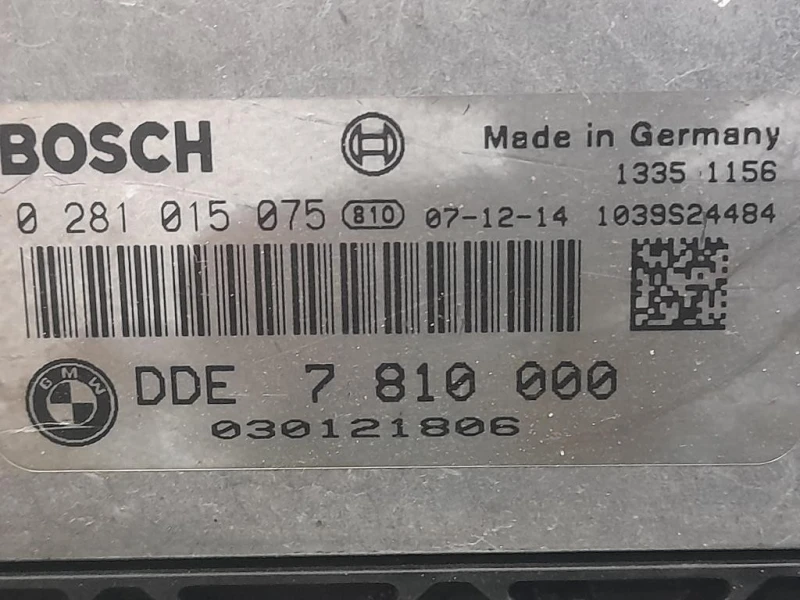 BOSCH
Made in Germany
1335 1156
0 281 015 075 810 07-12-14 1039S24484
BMW
DDE 7 810 000
030121806